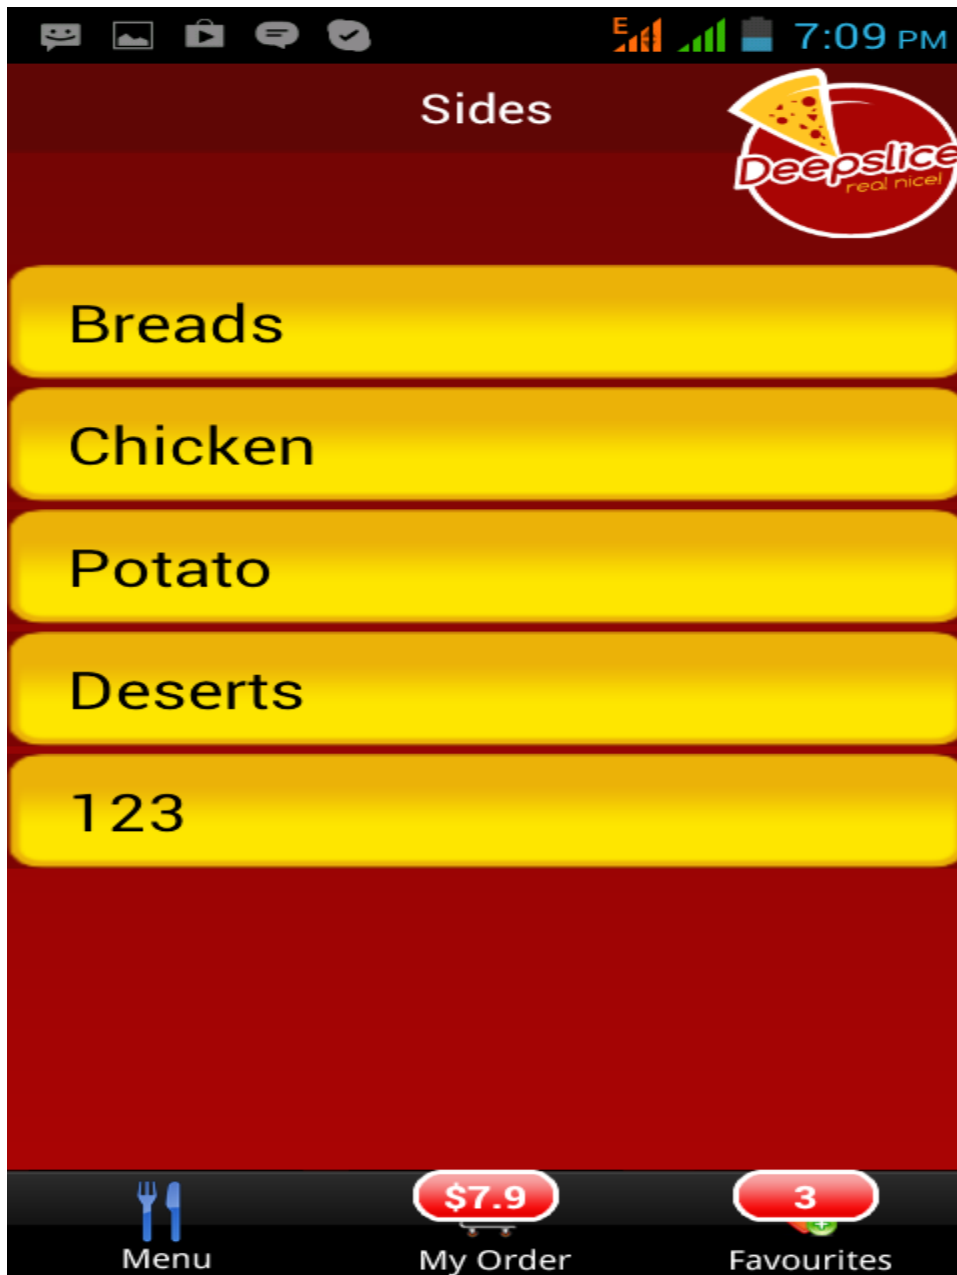 E
7:09 PM
Sides
Deepslice
real nice!
Breads
Chicken
Potato
Deserts
123
$7.9
3
Menu
My Order
Favourites